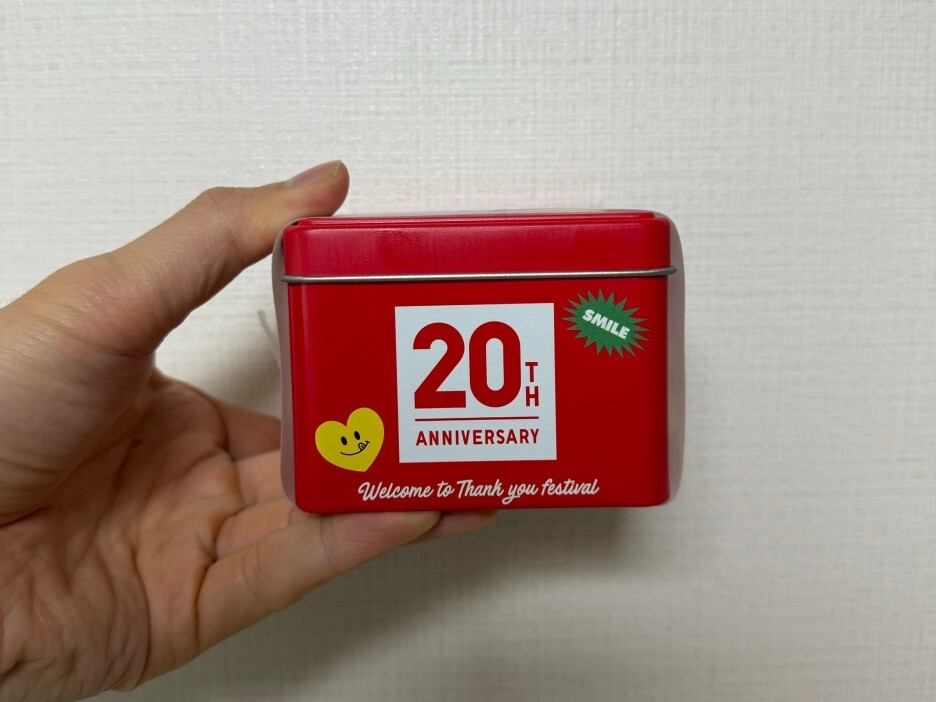 SMILE
20TH
ANNIVERSARY
Welcome to Thank you festival